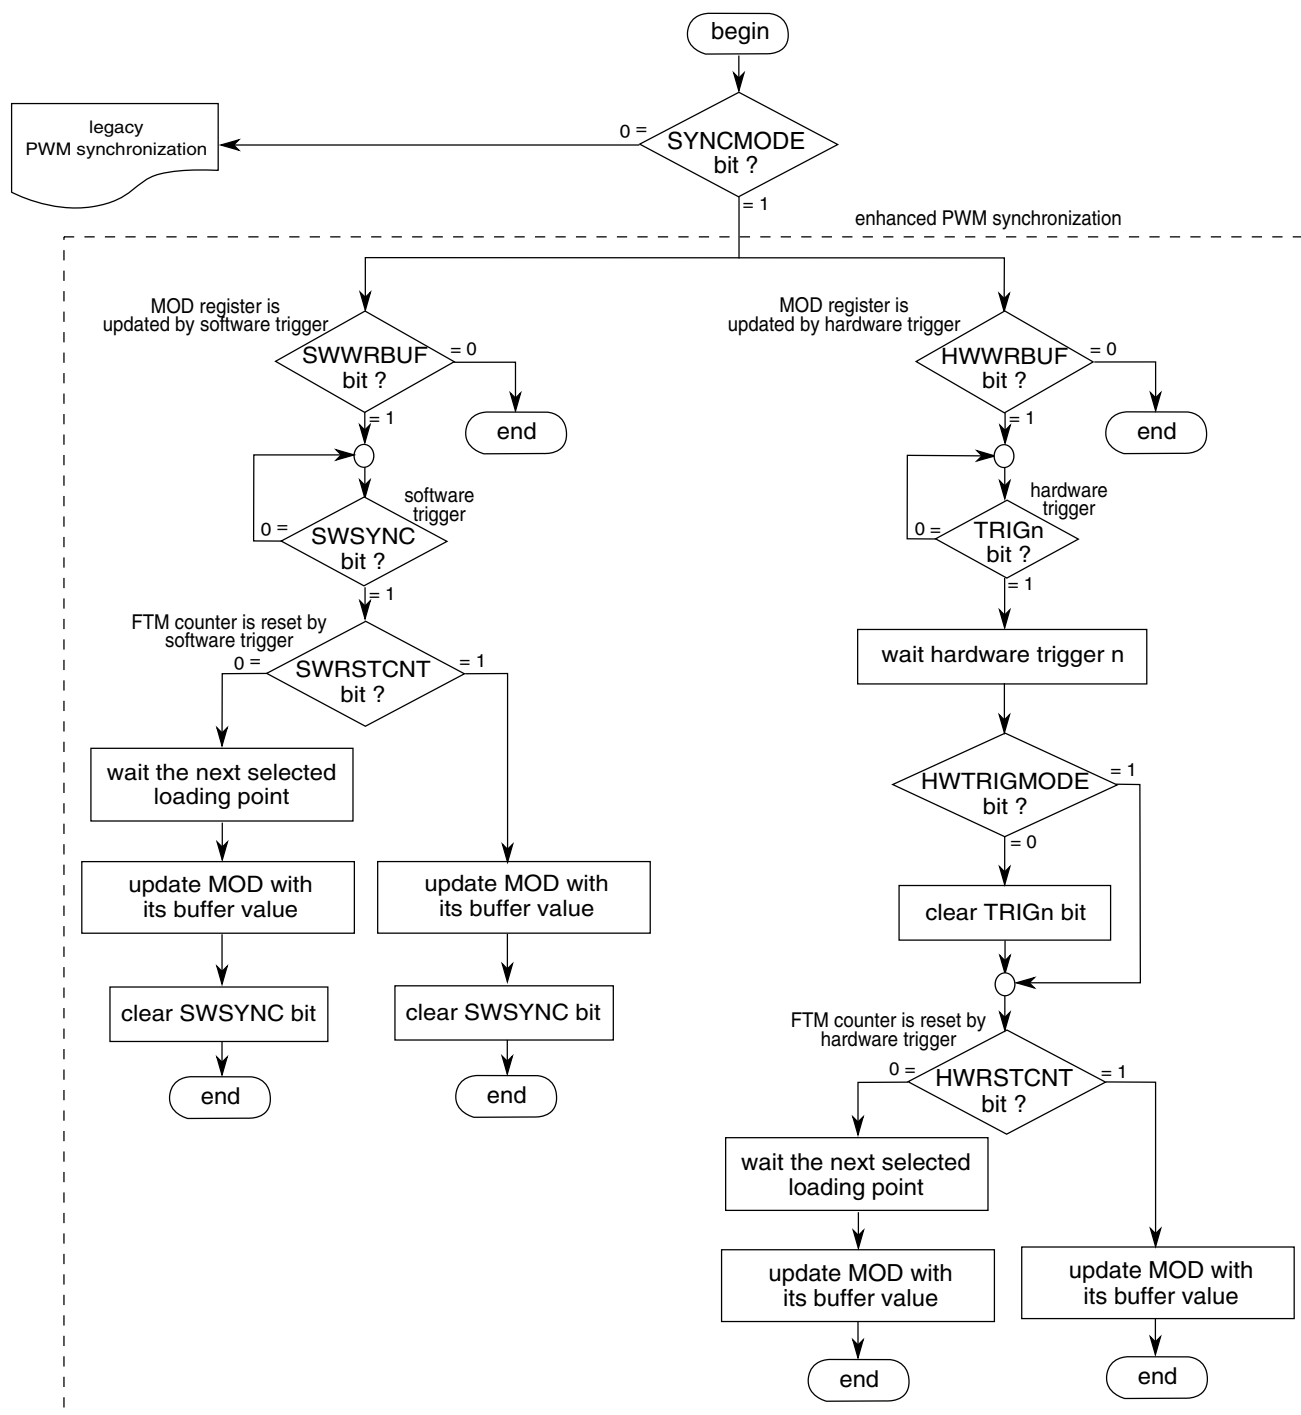 begin
legacy
PWM synchronization
0 =
SYNCMODE
bit ?
= 1
enhanced PWM synchronization
MOD register is
updated by software trigger
SWWRBUF
bit ?
= 0
end
= 1
software
trigger
0 =
SWSYNC
bit ?
= 1
FTM counter is reset by
software trigger
0 =
SWRSTCNT
bit ?
= 1
wait the next selected
loading point
update MOD with
its buffer value
clear SWSYNC bit
end
update MOD with
its buffer value
clear SWSYNC bit
end
MOD register is
updated by hardware trigger
HWWRBUF
bit ?
= 0
end
= 1
hardware
trigger
0 =
TRIGn
bit ?
= 1
wait hardware trigger n
HWTRIGMODE
bit ?
= 1
= 0
clear TRIGn bit
FTM counter is reset by
hardware trigger
0 =
HWRSTCNT
bit ?
= 1
wait the next selected
loading point
update MOD with
its buffer value
end
update MOD with
its buffer value
end